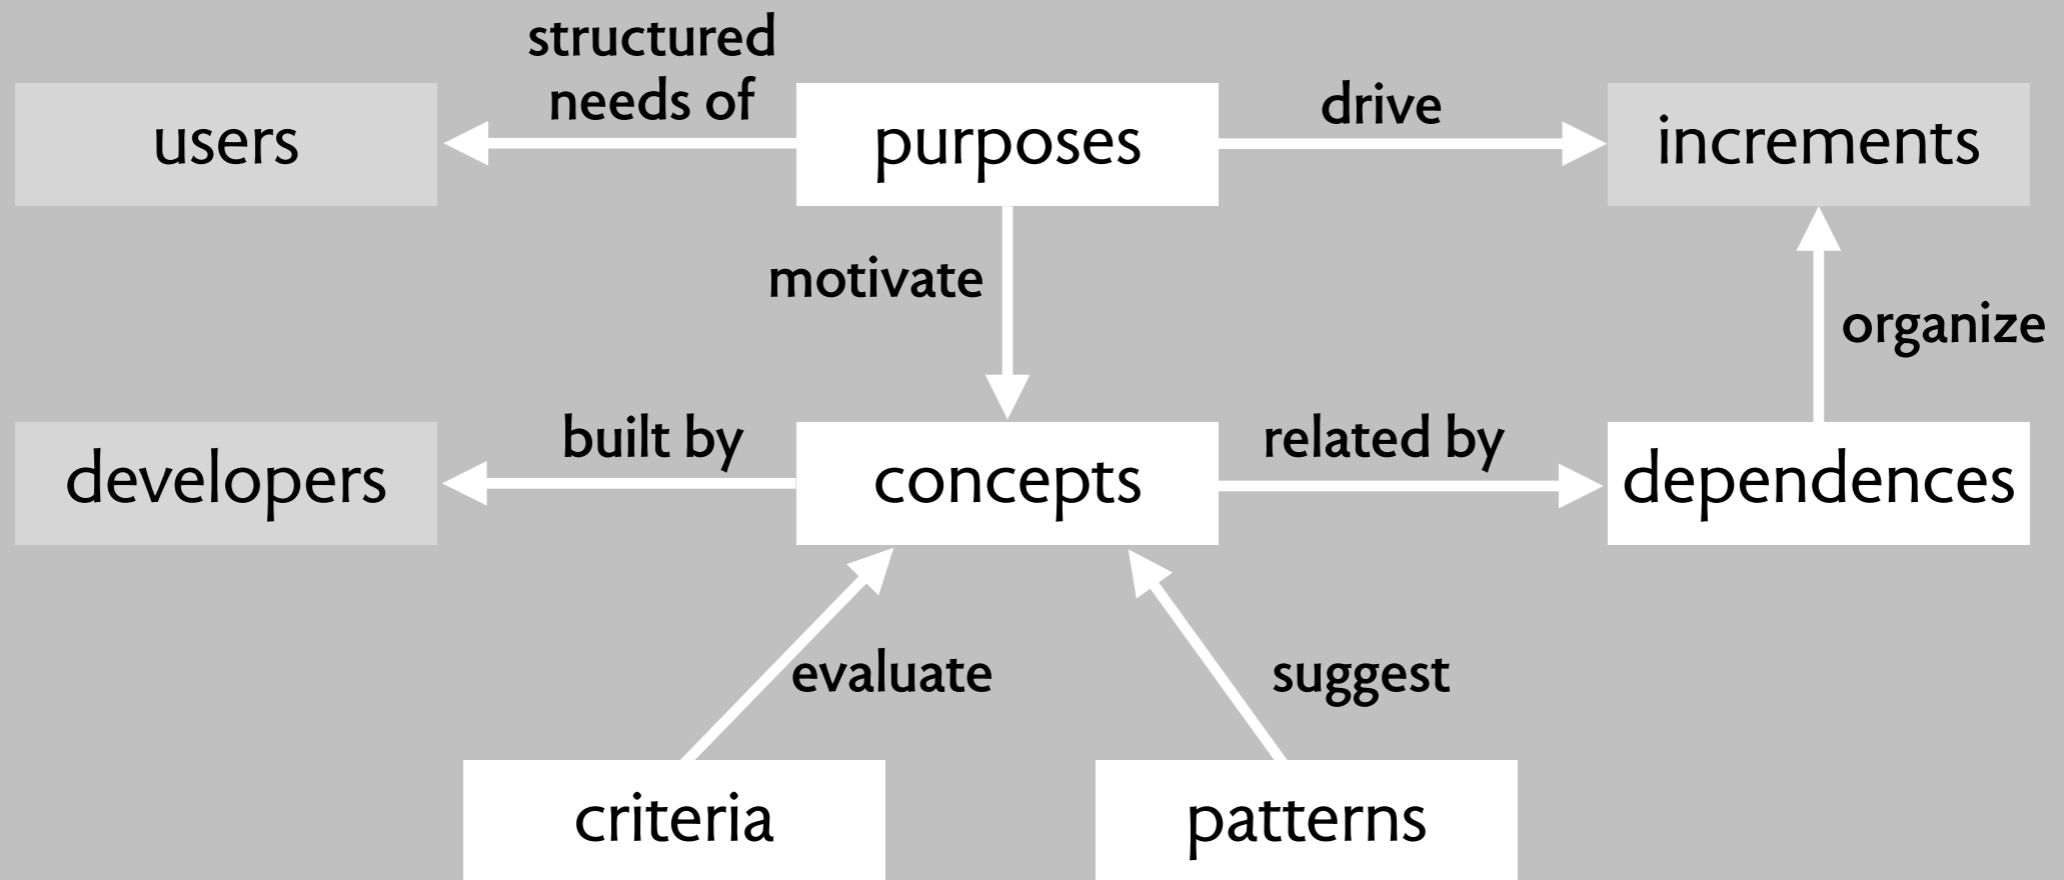 structured
needs of
users
purposes
drive
increments
motivate
organize
developers
built by
concepts
related by
dependences
evaluate
suggest
criteria
patterns